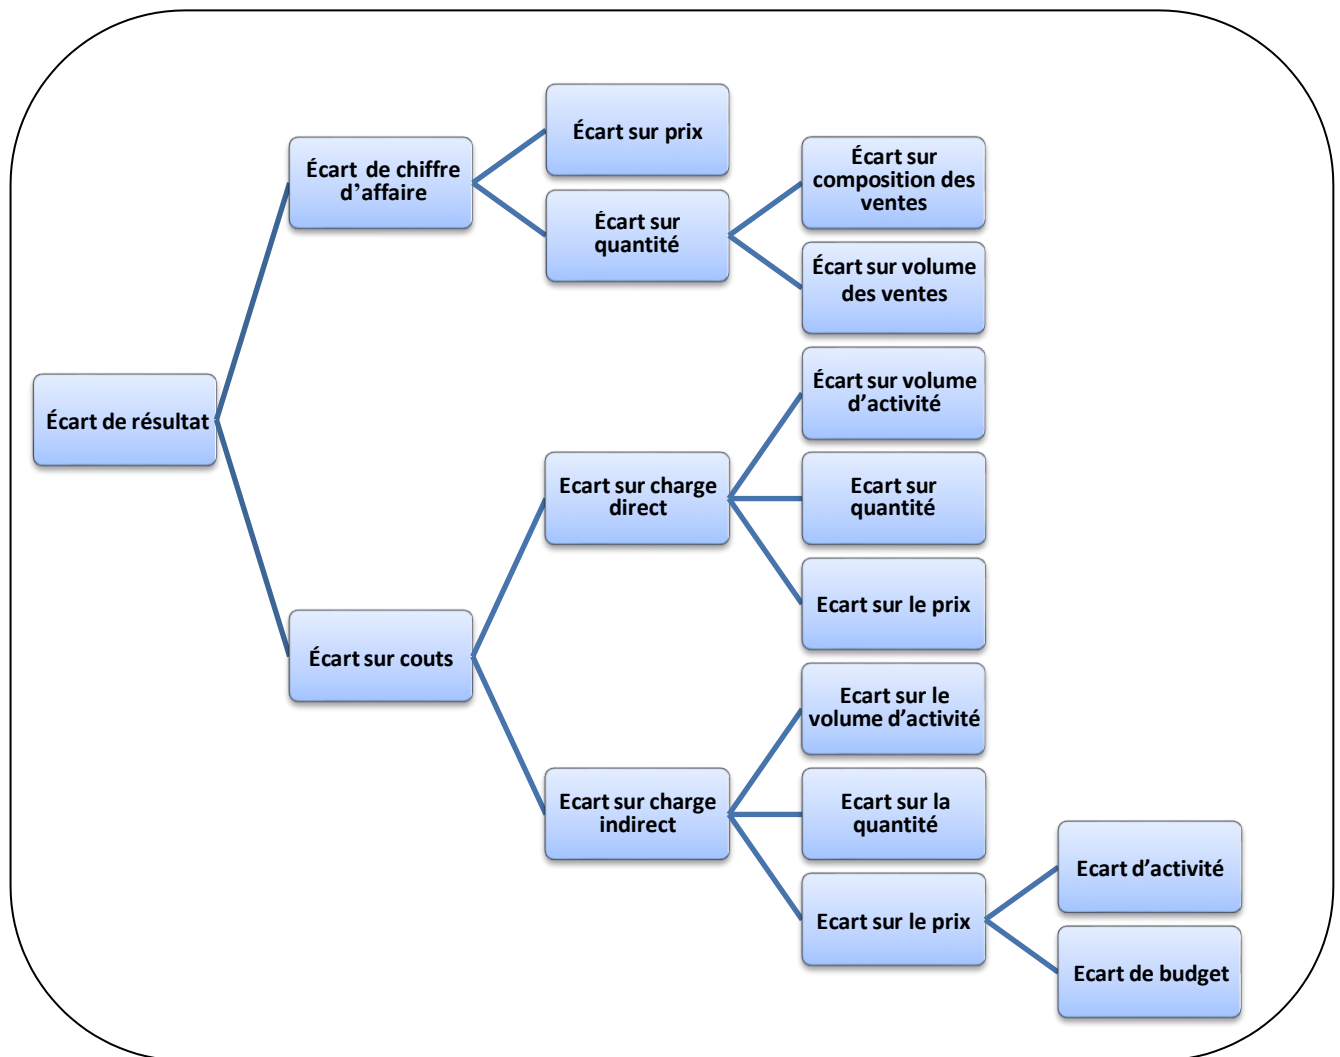 Écart sur prix
Écart de chiffre
d'affaire
Écart sur
quantité
Écart sur
composition des
ventes
Écart sur volume
des ventes
Écart de résultat
Écart sur volume
d’activité
Ecart sur charge
direct
Ecart sur
quantité
Ecart sur le prix
Écart sur couts
Ecart sur le
volume d’activité
Ecart sur charge
indirect
Ecart sur la
quantité
Ecart sur le prix
Ecart d’activité
Ecart de budget